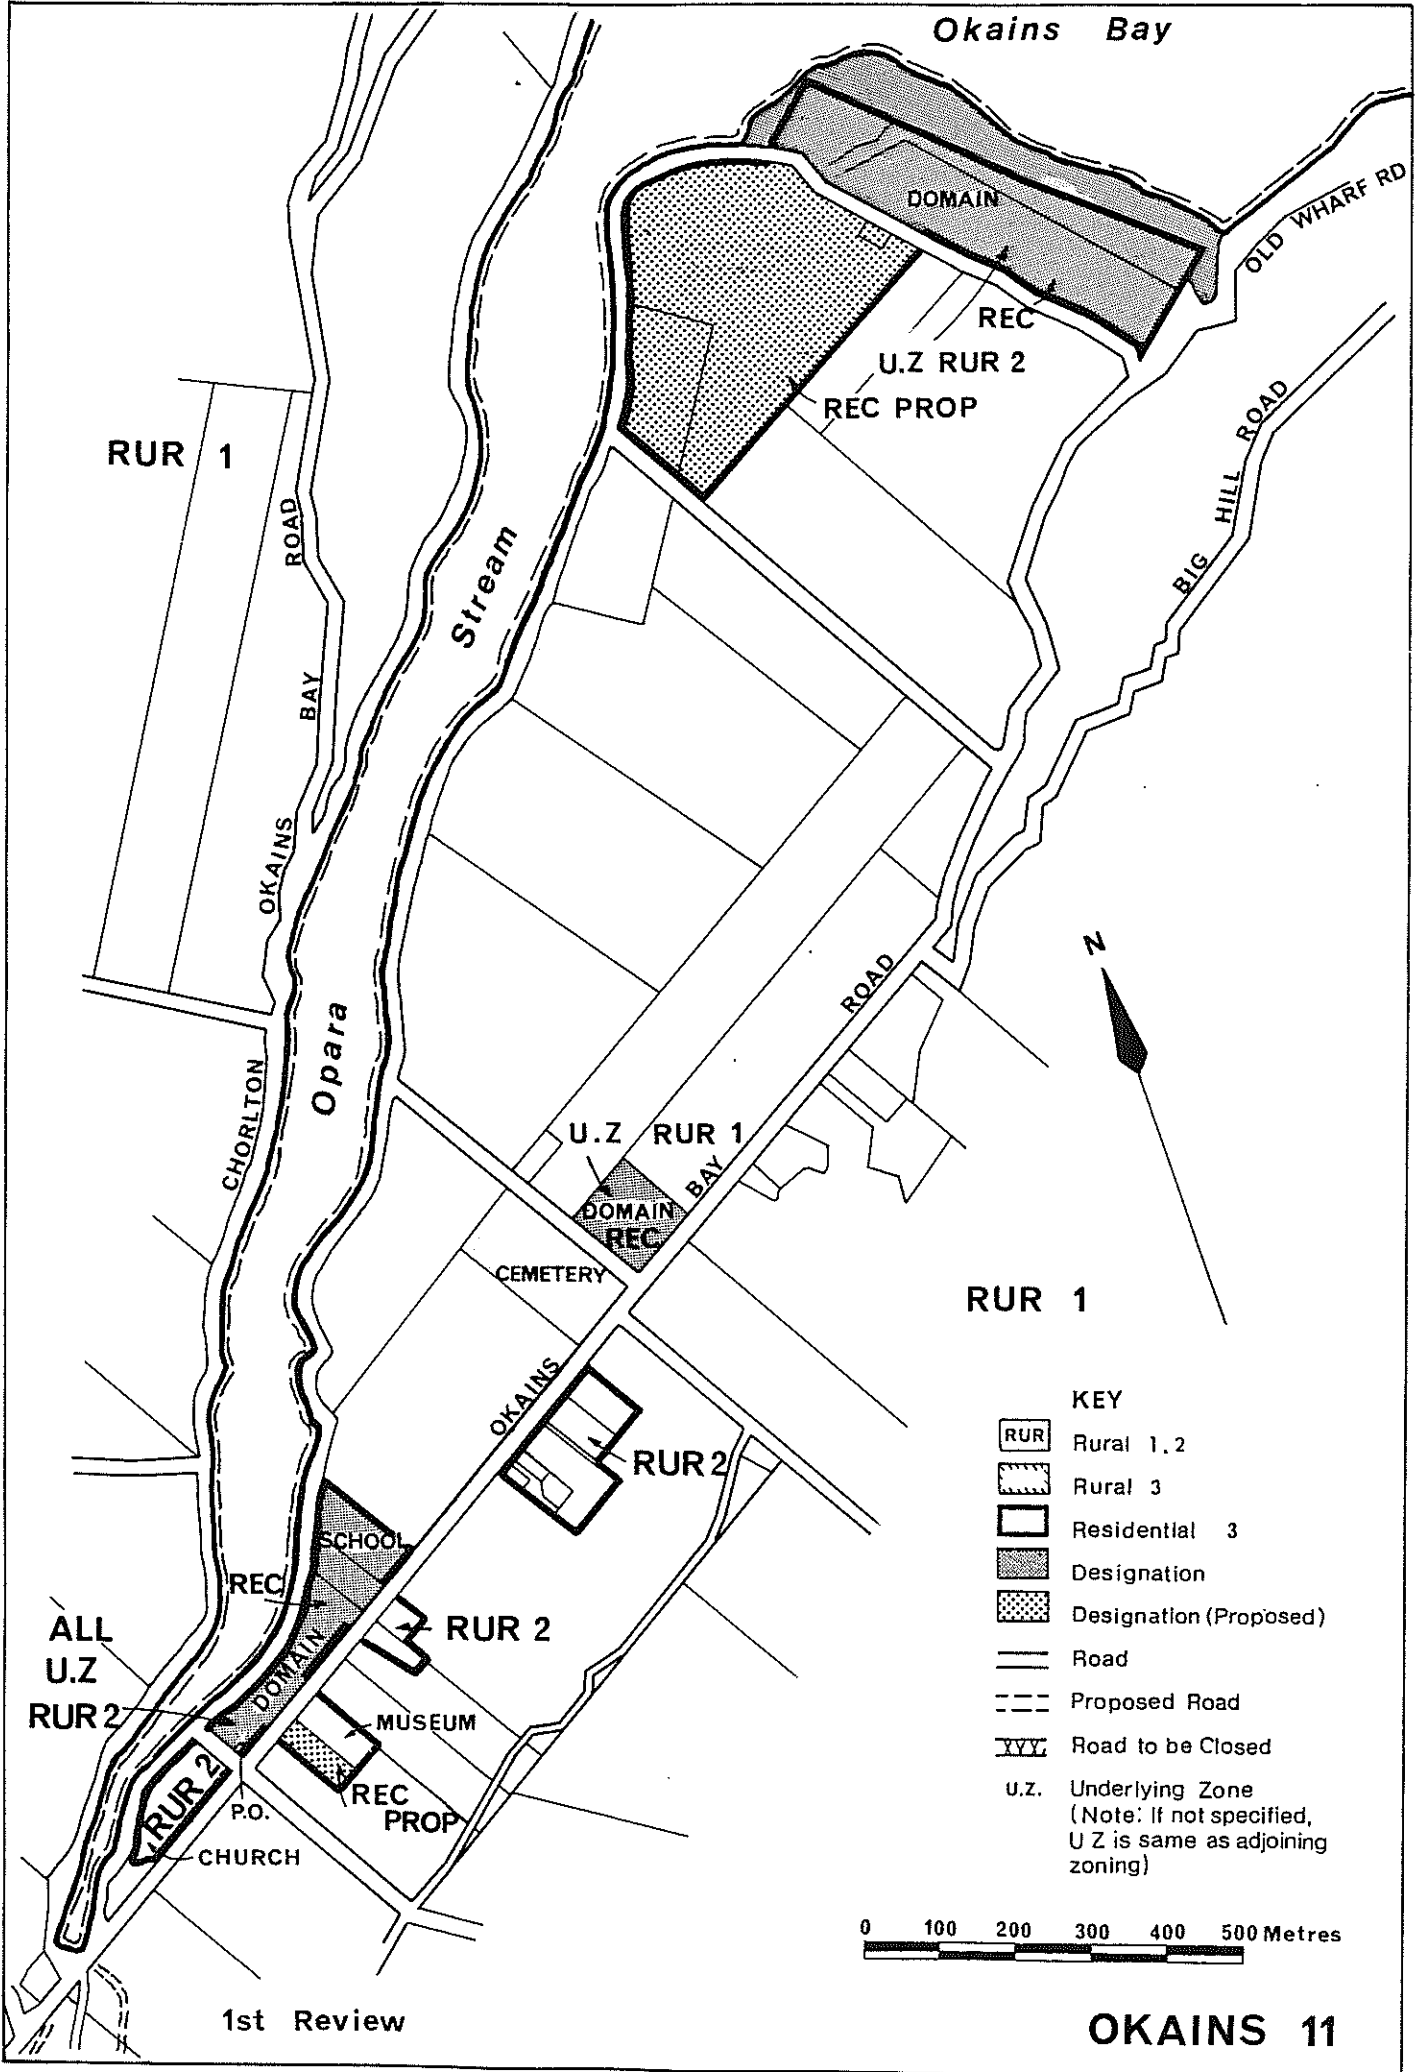 Okains Bay
OLD WHARF RD
DOMAIN
REC
U.Z RUR 2
REC PROP
BIG HILL ROAD
RUR 1
CHORLTON OKAINS BAY ROAD
Opara Stream
OKAINS BAY ROAD
U.Z RUR 1
DOMAIN
REC
CEMETERY
N
RUR 1
RUR 2
SCHOOL
REC
DOMAIN
RUR 2
ALL
U.Z
RUR 2
MUSEUM
REC
PROP
RUR 2
P.O.
CHURCH
KEY
RUR Rural 1.2
Rural 3
Residential 3
Designation
Designation (Proposed)
Road
Proposed Road
Road to be Closed
U.Z. Underlying Zone
(Note: If not specified,
U Z is same as adjoining
zoning)
0 100 200 300 400 500 Metres
1st Review
OKAINS 11